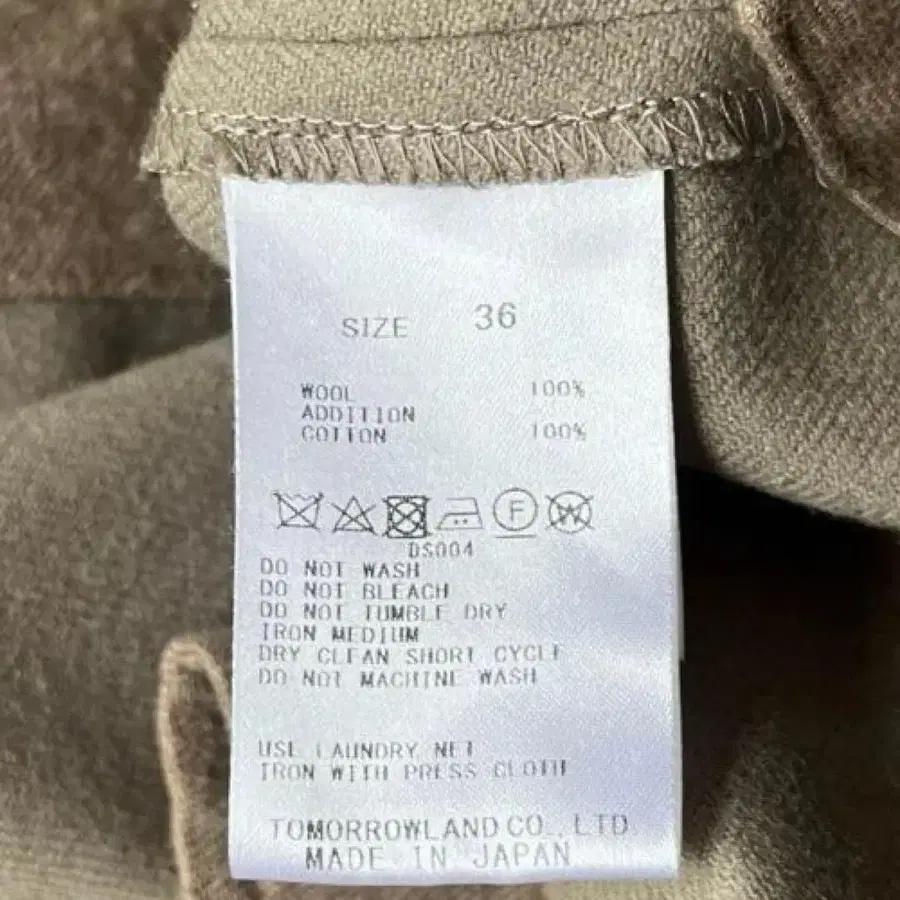 SIZE 36
WOOL 100%
ADDITION
COTTON 100%
F W
DS004
DO NOT WASH
DO NOT BLEACH
DO NOT TUMBLE DRY
IRON MEDIUM
DRY CLEAN SHORT CYCLE
DO NOT MACHINE WASH
USE LAUNDRY NET
IRON WITH PRESS CLOTH
TOMORROWLAND CO., LTD
MADE IN JAPAN